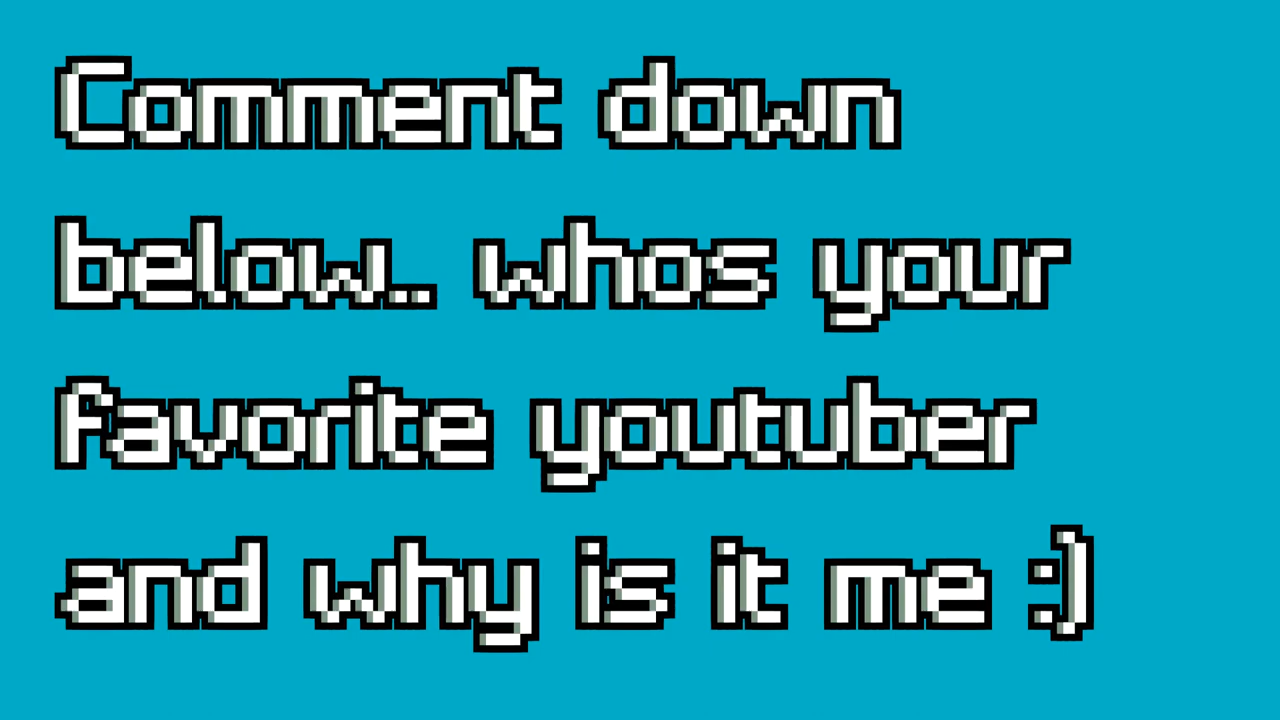 Comment down
below.. whos your
favorite youtuber
and why is it me :)